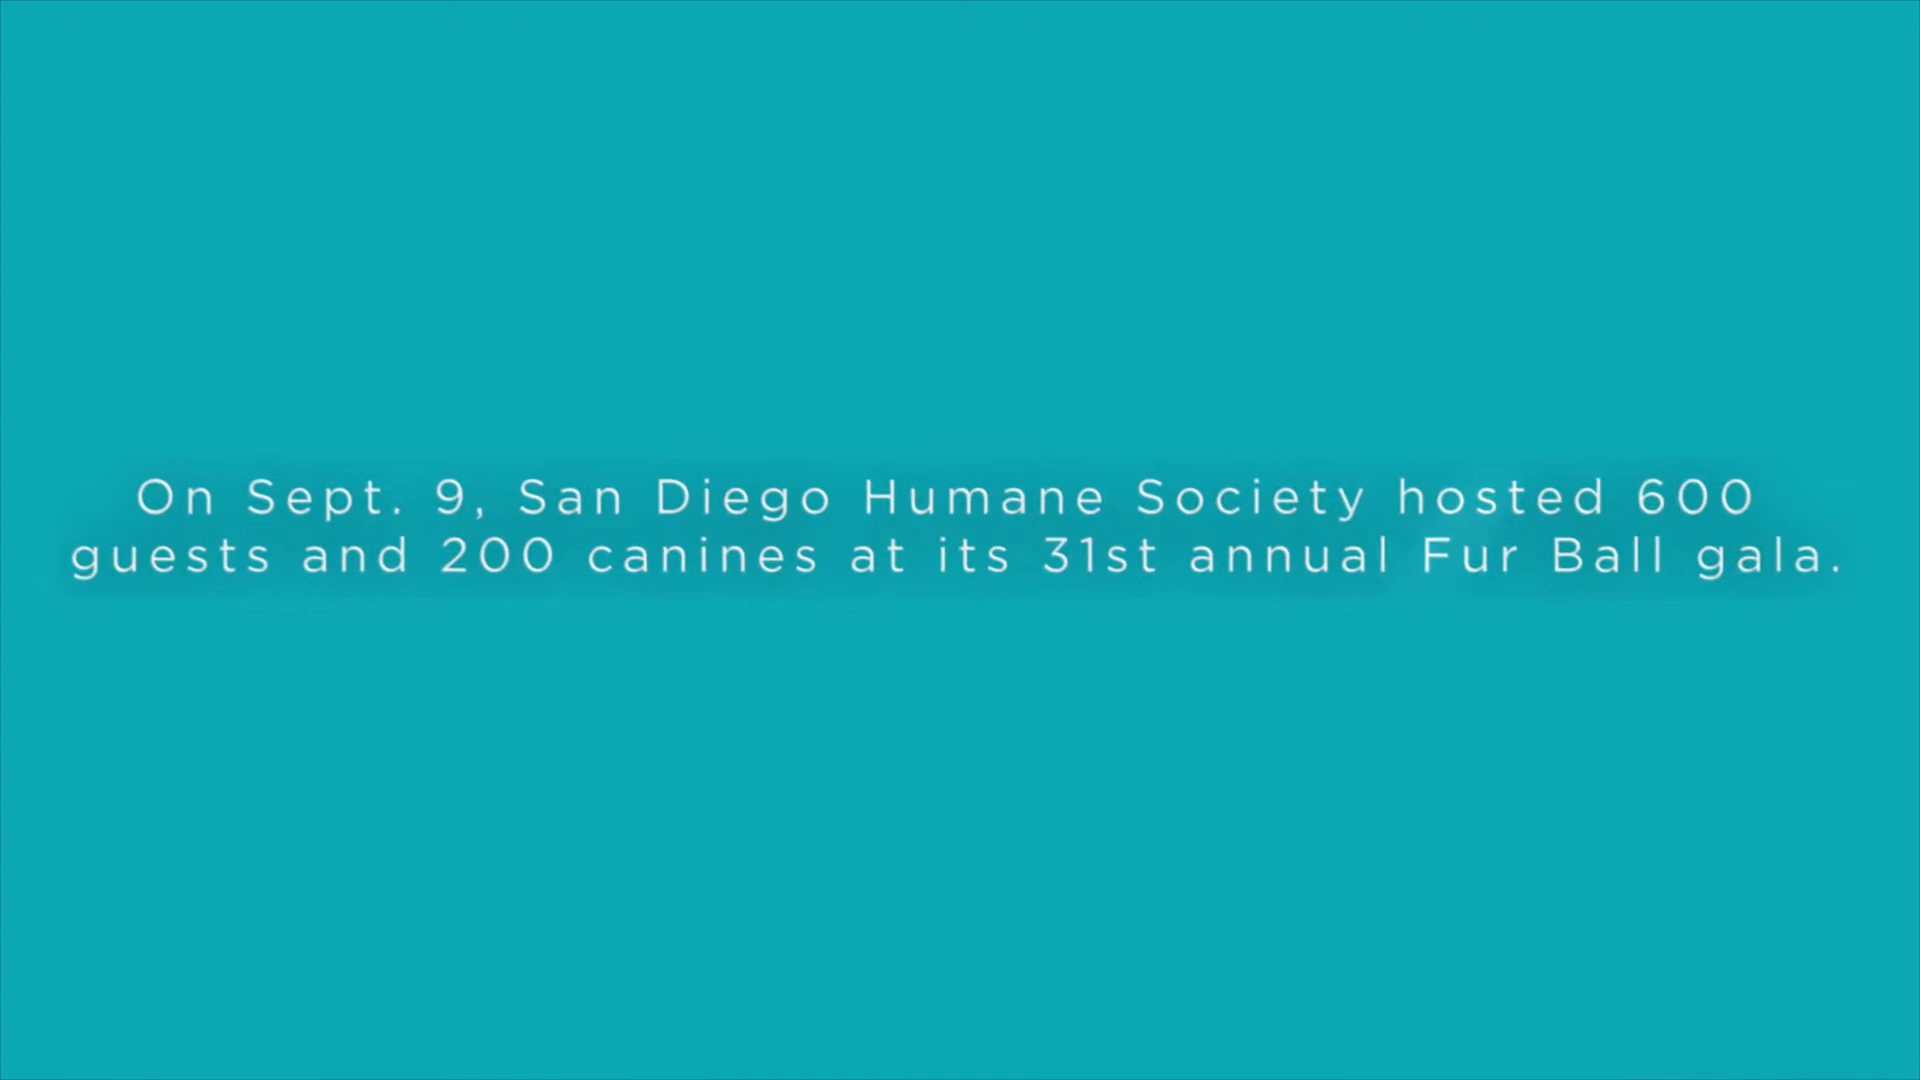 On Sept. 9, San Diego Humane Society hosted 600
guests and 200 canines at its 31st annual Fur Ball gala.